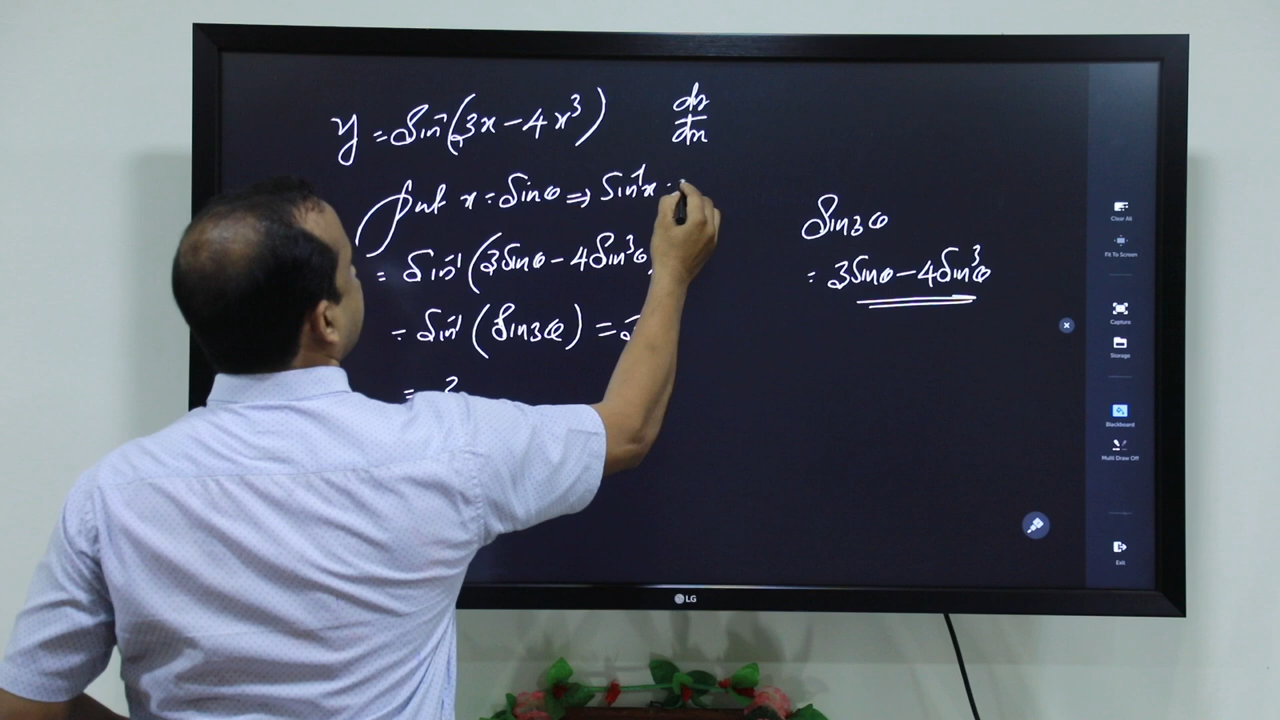 y = Sin⁻¹(3x - 4x³) dy/dx
Put x = Sinθ ⇒ Sin⁻¹x =
= Sin⁻¹(3Sinθ - 4Sin³θ
= Sin⁻¹(Sin3θ) =
=
Sin3θ
= 3Sinθ - 4Sin³θ
Clear All
Fit To Screen
Capture
Storage
Blackboard
Multi Draw Off
Exit
LG